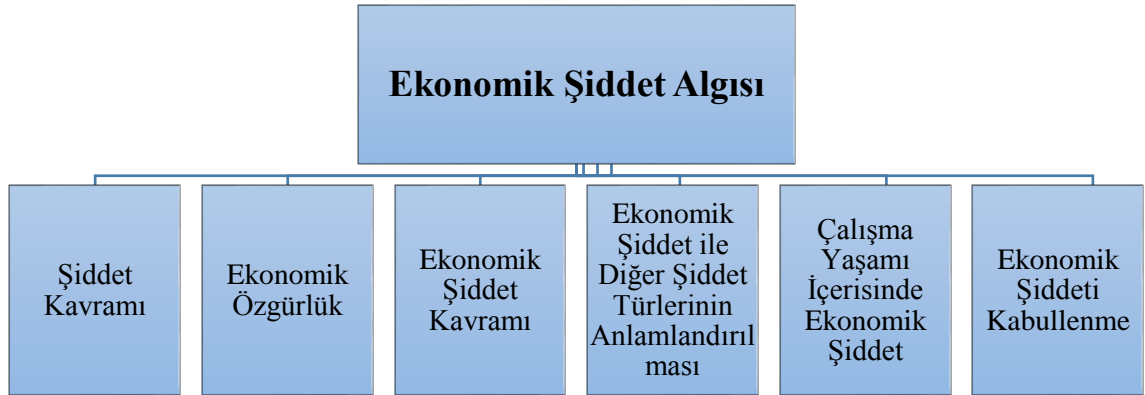 Ekonomik Şiddet Algısı
Şiddet
Kavramı
Ekonomik
Özgürlük
Ekonomik
Şiddet
Kavramı
Ekonomik
Şiddet ile
Diğer Şiddet
Türlerinin
Anlamlandırıl
ması
Çalışma
Yaşamı
İçerisinde
Ekonomik
Şiddet
Ekonomik
Şiddeti
Kabullenme